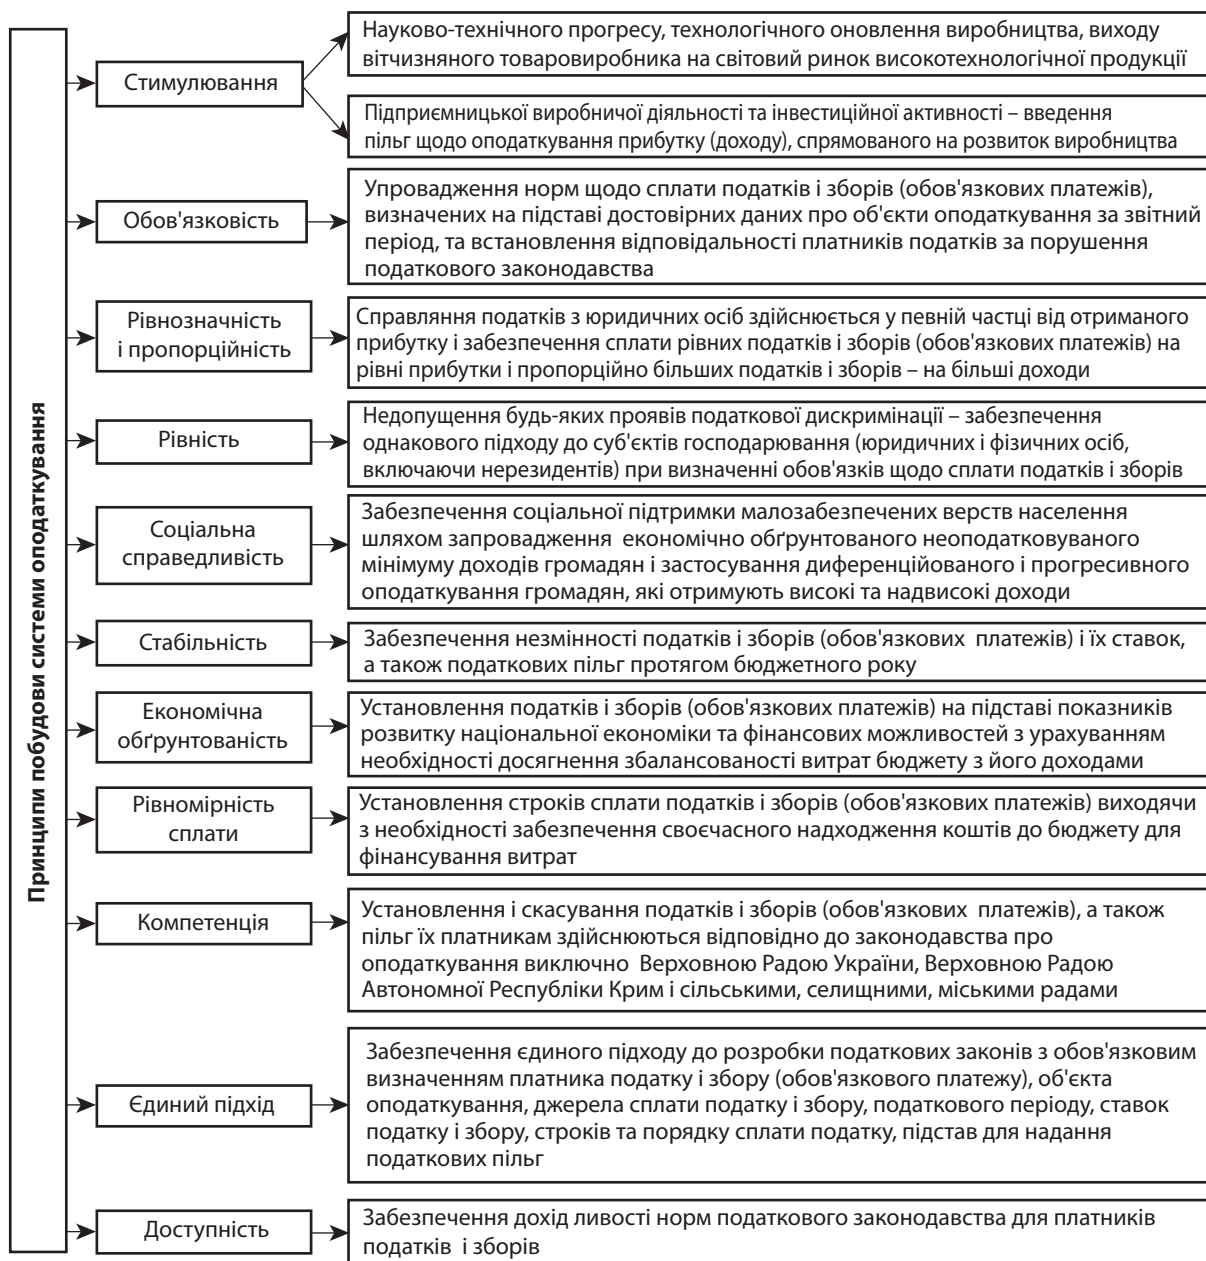 Принципи побудови системи оподаткування
Стимулювання
Науково-технічного прогресу, технологічного оновлення виробництва, виходу
вітчизняного товаровиробника на світовий ринок високотехнологічної продукції
Підприємницької виробничої діяльності та інвестиційної активності – введення
пільг щодо оподаткування прибутку (доходу), спрямованого на розвиток виробництва
Обов'язковість
Упровадження норм щодо сплати податків і зборів (обов'язкових платежів),
визначених на підставі достовірних даних про об'єкти оподаткування за звітний
період, та встановлення відповідальності платників податків за порушення
податкового законодавства
Рівнозначність
і пропорційність
Справляння податків з юридичних осіб здійснюється у певній частці від отриманого
прибутку і забезпечення сплати рівних податків і зборів (обов'язкових платежів) на
рівні прибутки і пропорційно більших податків і зборів – на більші доходи
Рівність
Недопущення будь-яких проявів податкової дискримінації – забезпечення
однакового підходу до суб'єктів господарювання (юридичних і фізичних осіб,
включаючи нерезидентів) при визначенні обов'язків щодо сплати податків і зборів
Соціальна
справедливість
Забезпечення соціальної підтримки малозабезпечених верств населення
шляхом запровадження економічно обґрунтованого неоподатковуваного
мінімуму доходів громадян і застосування диференційованого і прогресивного
оподаткування громадян, які отримують високі та надвисокі доходи
Стабільність
Забезпечення незмінності податків і зборів (обов'язкових платежів) і їх ставок,
а також податкових пільг протягом бюджетного року
Економічна
обґрунтованість
Установлення податків і зборів (обов'язкових платежів) на підставі показників
розвитку національної економіки та фінансових можливостей з урахуванням
необхідності досягнення збалансованості витрат бюджету з його доходами
Рівномірність
сплати
Установлення строків сплати податків і зборів (обов'язкових платежів) виходячи
з необхідності забезпечення своєчасного надходження коштів до бюджету для
фінансування витрат
Компетенція
Установлення і скасування податків і зборів (обов'язкових платежів), а також
пільг їх платникам здійснюються відповідно до законодавства про
оподаткування виключно Верховною Радою України, Верховною Радою
Автономної Республіки Крим і сільськими, селищними, міськими радами
Єдиний підхід
Забезпечення єдиного підходу до розробки податкових законів з обов'язковим
визначенням платника податку і збору (обов'язкового платежу), об'єкта
оподаткування, джерела сплати податку і збору, податкового періоду, ставок
податку і збору, строків та порядку сплати податку, підстав для надання
податкових пільг
Доступність
Забезпечення дохід ливості норм податкового законодавства для платників
податків і зборів